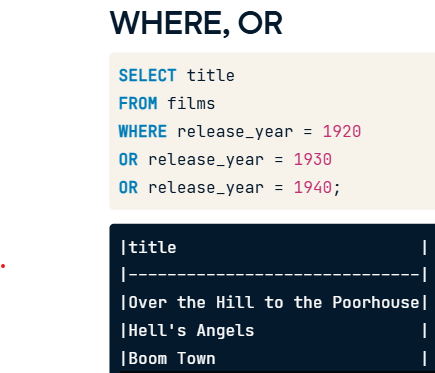 WHERE, OR
SELECT title
FROM films
WHERE release_year = 1920
OR release_year = 1930
OR release_year = 1940;
|title                         |
|------------------------------|
|Over the Hill to the Poorhouse|
|Hell's Angels                 |
|Boom Town                     |